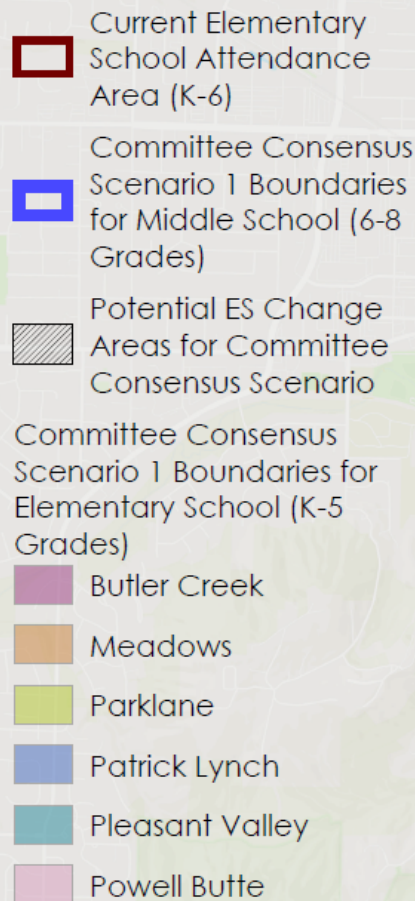 Current Elementary
School Attendance
Area (K-6)
Committee Consensus
Scenario 1 Boundaries
for Middle School (6-8
Grades)
Potential ES Change
Areas for Committee
Consensus Scenario
Committee Consensus
Scenario 1 Boundaries for
Elementary School (K-5
Grades)
Butler Creek
Meadows
Parklane
Patrick Lynch
Pleasant Valley
Powell Butte